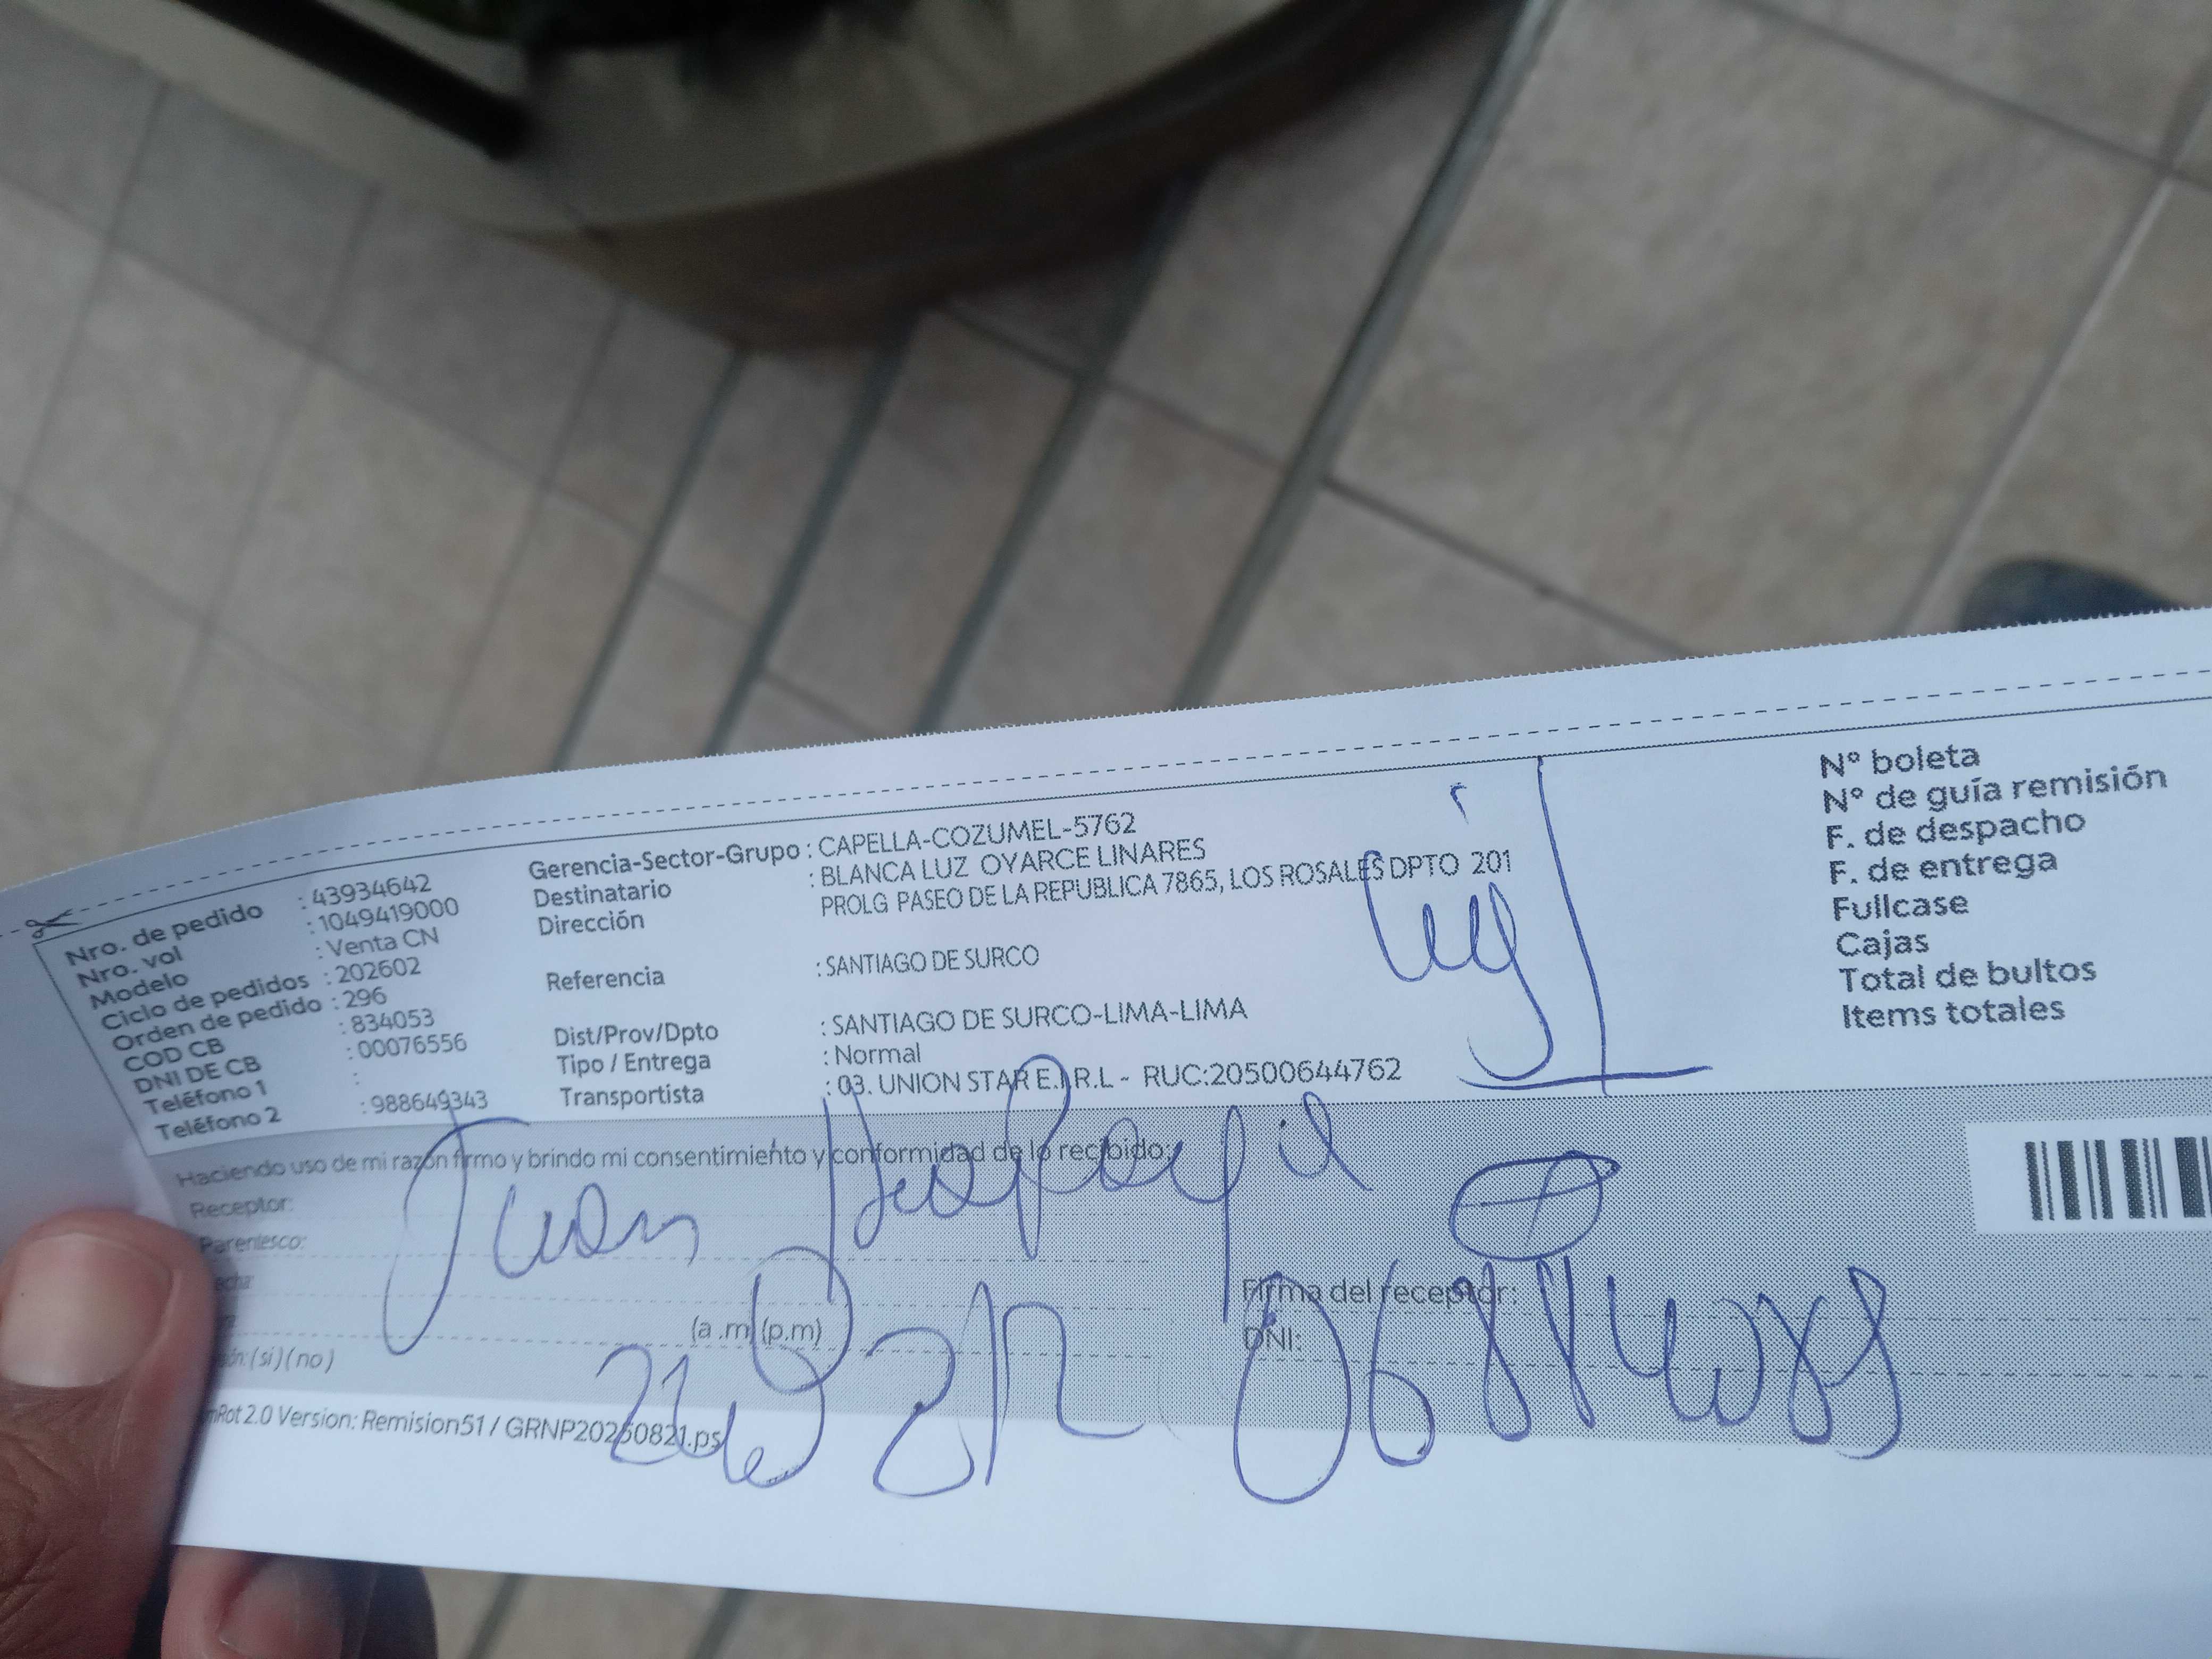 Nro. de pedido : 43934642
Nro. vol : 1049419000
Modelo : Venta CN
Ciclo de pedidos : 202602
Orden de pedido : 296
COD CB : 834053
DNI DE CB : 00076556
Teléfono 1 :
Teléfono 2 : 988649343
Gerencia-Sector-Grupo : CAPELLA-COZUMEL-5762
Destinatario : BLANCA LUZ OYARCE LINARES
Dirección PROLG PASEO DE LA REPUBLICA 7865, LOS ROSALES DPTO 201
Referencia : SANTIAGO DE SURCO
Dist/Prov/Dpto : SANTIAGO DE SURCO-LIMA-LIMA
Tipo / Entrega : Normal
Transportista : 03. UNION STAR E.I.R.L - RUC:20500644762
N° boleta
N° de guía remisión
F. de despacho
F. de entrega
Fullcase
Cajas
Total de bultos
Items totales
Haciendo uso de mi razón firmo y brindo mi consentimiento y conformidad de lo recibido:
Receptor:
Juan
Parentesco:
(a .m) (p.m)
(si) (no)
Firma del receptor:
DNI:
2.0 Version: Remision51 / GRNP20250821.ps